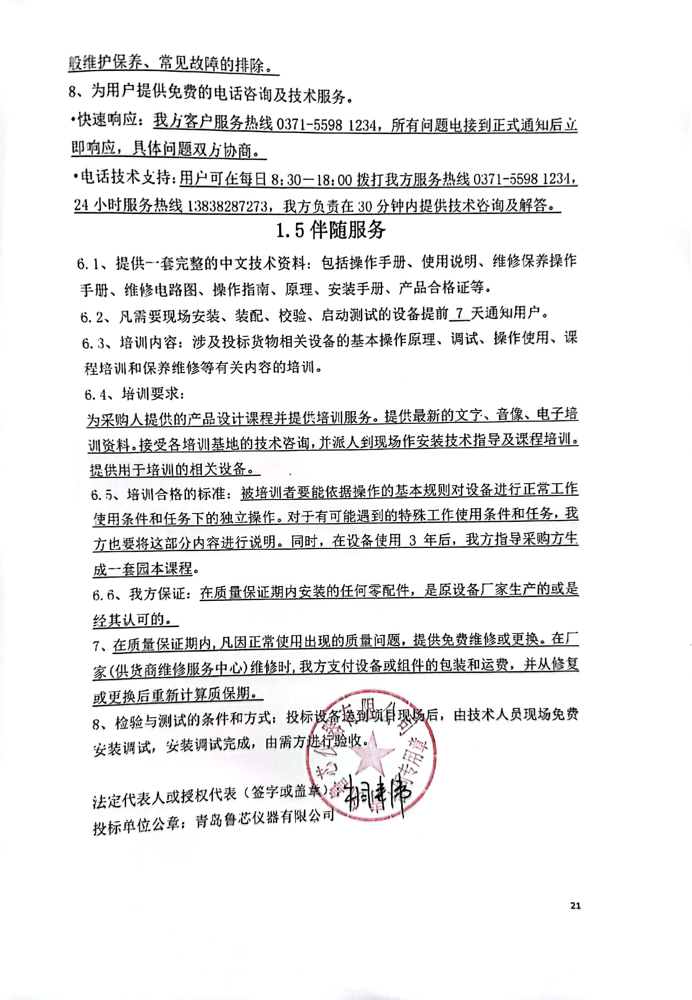 般维护保养、常见故障的排除。
8、为用户提供免费的电话咨询及技术服务。
•快速响应：我方客户服务热线 0371-5598 1234，所有问题电接到正式通知后立
即响应，具体问题双方协商。
•电话技术支持：用户可在每日 8:30－18:00 拨打我方服务热线 0371-5598 1234，
24 小时服务热线 13838287273，我方负责在 30 分钟内提供技术咨询及解答。
1.5 伴随服务
6.1、提供一套完整的中文技术资料：包括操作手册、使用说明、维修保养操作
手册、维修电路图、操作指南、原理、安装手册、产品合格证等。
6.2、凡需要现场安装、装配、校验、启动测试的设备提前 7 天通知用户。
6.3、培训内容：涉及投标货物相关设备的基本操作原理、调试、操作使用、课
程培训和保养维修等有关内容的培训。
6.4、培训要求：
为采购人提供的产品设计课程并提供培训服务。提供最新的文字、音像、电子培
训资料。接受各培训基地的技术咨询，并派人到现场作安装技术指导及课程培训。
提供用于培训的相关设备。
6.5、培训合格的标准：被培训者要能依据操作的基本规则对设备进行正常工作
使用条件和任务下的独立操作。对于有可能遇到的特殊工作使用条件和任务，我
方也要将这部分内容进行说明。同时，在设备使用 3 年后，我方指导采购方生
成一套园本课程。
6.6、我方保证：在质量保证期内安装的任何零配件，是原设备厂家生产的或是
经其认可的。
7、在质量保证期内，凡因正常使用出现的质量问题，提供免费维修或更换。在厂
家(供货商维修服务中心)维修时，我方支付设备或组件的包装和运费，并从修复
或更换后重新计算质保期。
8、检验与测试的条件和方式：投标设备送到项目现场后，由技术人员现场免费
安装调试，安装调试完成，由需方进行验收。
法定代表人或授权代表（签字或盖章）：
投标单位公章：青岛鲁芯仪器有限公司
21